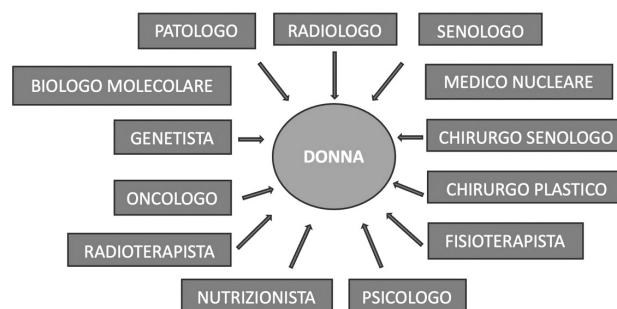 PATOLOGO
RADIOLOGO
SENOLOGO
BIOLOGO MOLECOLARE
MEDICO NUCLEARE
GENETISTA
DONNA
CHIRURGO SENOLOGO
ONCOLOGO
CHIRURGO PLASTICO
RADIOTERAPISTA
FISIOTERAPISTA
NUTRIZIONISTA
PSICOLOGO